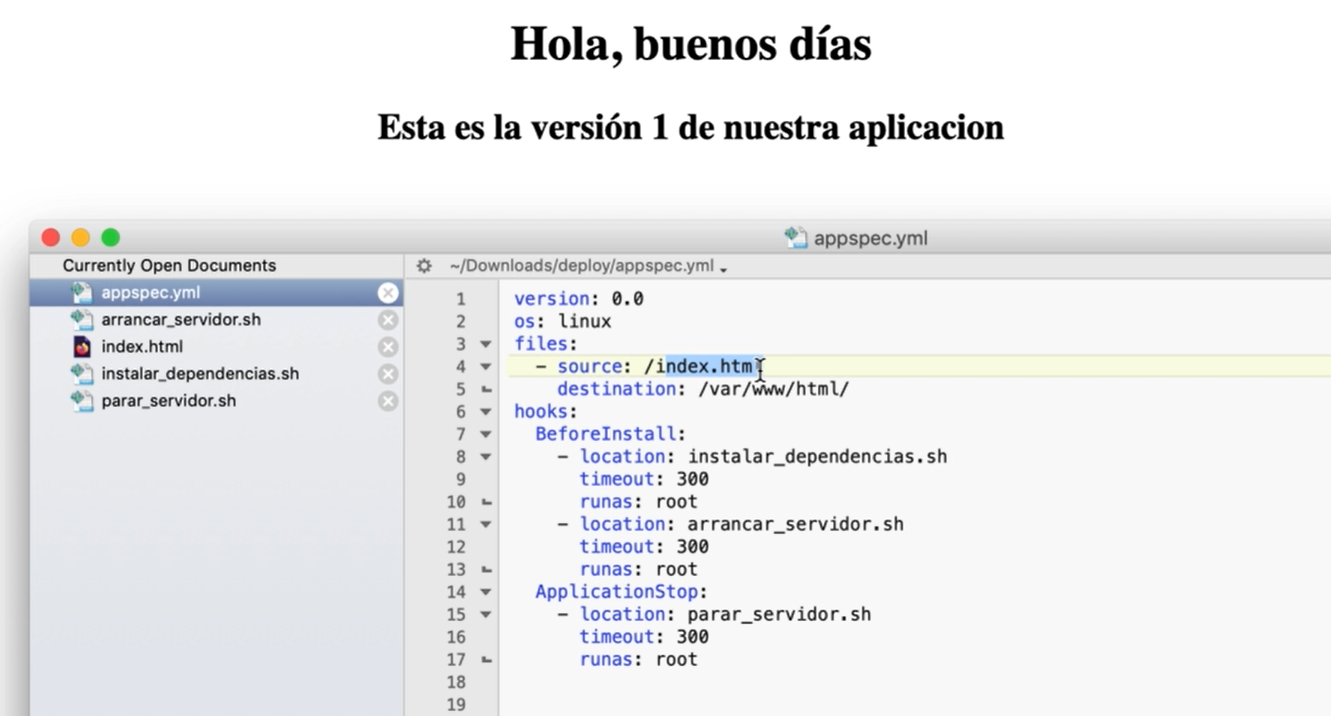 Hola, buenos días
Esta es la versión 1 de nuestra aplicacion
appspec.yml
Currently Open Documents
~/Downloads/deploy/appspec.yml
appspec.yml
arrancar_servidor.sh
index.html
instalar_dependencias.sh
parar_servidor.sh
1 version: 0.0
2 os: linux
3 files:
4 - source: /index.html
5 destination: /var/www/html/
6 hooks:
7 BeforeInstall:
8 - location: instalar_dependencias.sh
9 timeout: 300
10 runas: root
11 - location: arrancar_servidor.sh
12 timeout: 300
13 runas: root
14 ApplicationStop:
15 - location: parar_servidor.sh
16 timeout: 300
17 runas: root
18
19